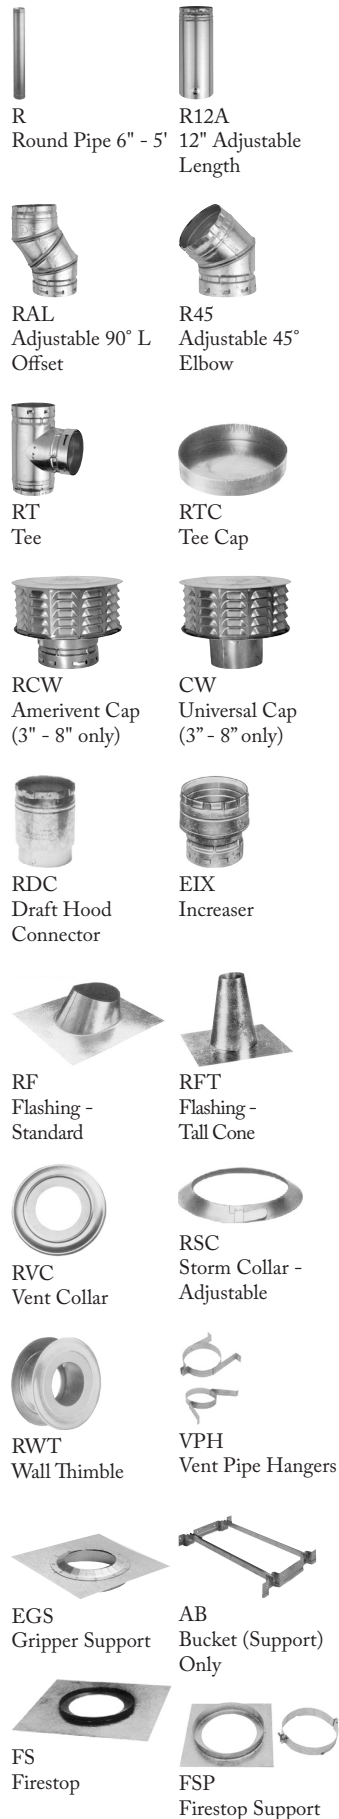 R
Round Pipe 6" - 5'
R12A
12" Adjustable
Length
RAL
Adjustable 90° L
Offset
R45
Adjustable 45°
Elbow
RT
Tee
RTC
Tee Cap
RCW
Amerivent Cap
(3" - 8" only)
CW
Universal Cap
(3” - 8” only)
RDC
Draft Hood
Connector
EIX
Increaser
RF
Flashing -
Standard
RFT
Flashing -
Tall Cone
RVC
Vent Collar
RSC
Storm Collar -
Adjustable
RWT
Wall Thimble
VPH
Vent Pipe Hangers
EGS
Gripper Support
AB
Bucket (Support)
Only
FS
Firestop
FSP
Firestop Support